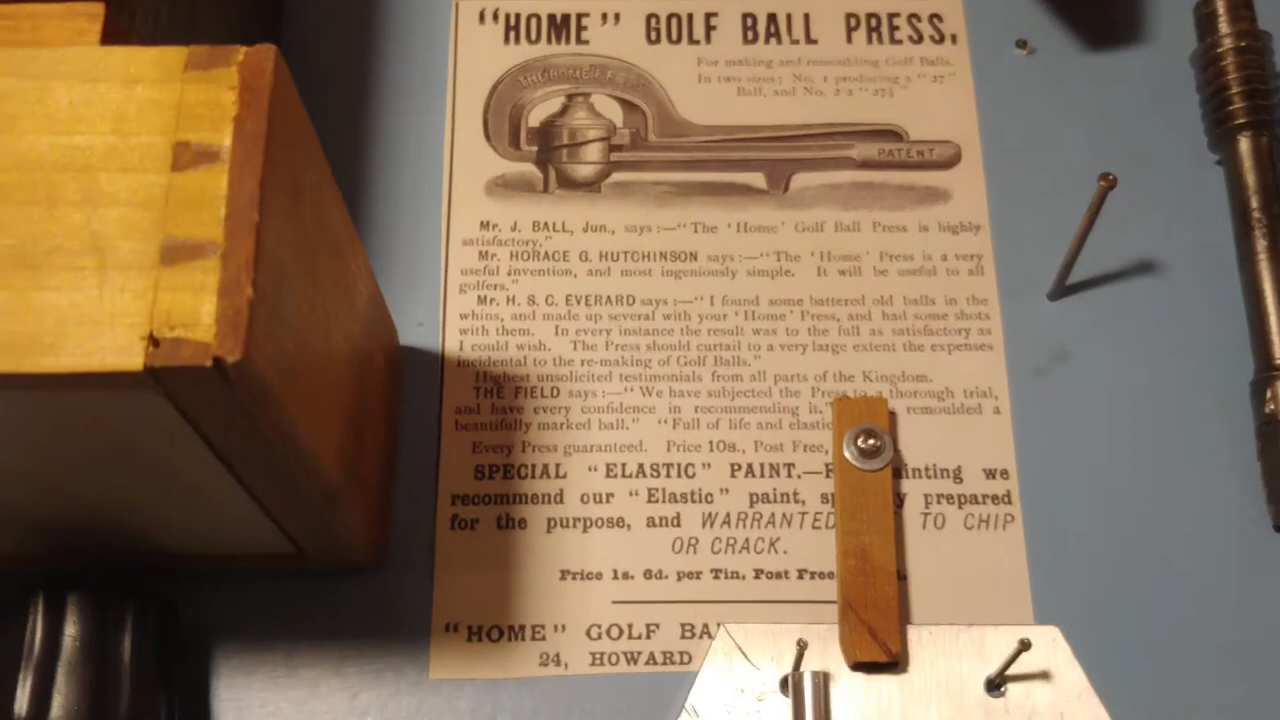 "HOME" GOLF BALL PRESS.
For making and remoulding Golf Balls.
In two sizes: No. 1 producing a "27"
Ball, and No. 2 a "27½"
THE HOME PRESS
PATENT
Mr. J. BALL, Jun., says:—"The 'Home' Golf Ball Press is highly
satisfactory."
Mr. HORACE G. HUTCHINSON says:—"The 'Home' Press is a very
useful invention, and most ingeniously simple. It will be useful to all
golfers."
Mr. H. S. C. EVERARD says:—"I found some battered old balls in the
whins, and made up several with your 'Home' Press, and had some shots
with them. In every instance the result was to the full as satisfactory as
I could wish. The Press should curtail to a very large extent the expenses
incidental to the re-making of Golf Balls."
Highest unsolicited testimonials from all parts of the Kingdom.
THE FIELD says:—"We have subjected the Press to a thorough trial,
and have every confidence in recommending it." remoulded a
beautifully marked ball." "Full of life and
Every Press guaranteed. Price 10s., Post Free,
SPECIAL "ELASTIC" PAINT.— we
recommend our "Elastic" paint, prepared
for the purpose, and WARRANTED TO CHIP
OR CRACK.
Price 1s. 6d. per Tin, Post Free
"HOME" GOLF
24, HOWARD